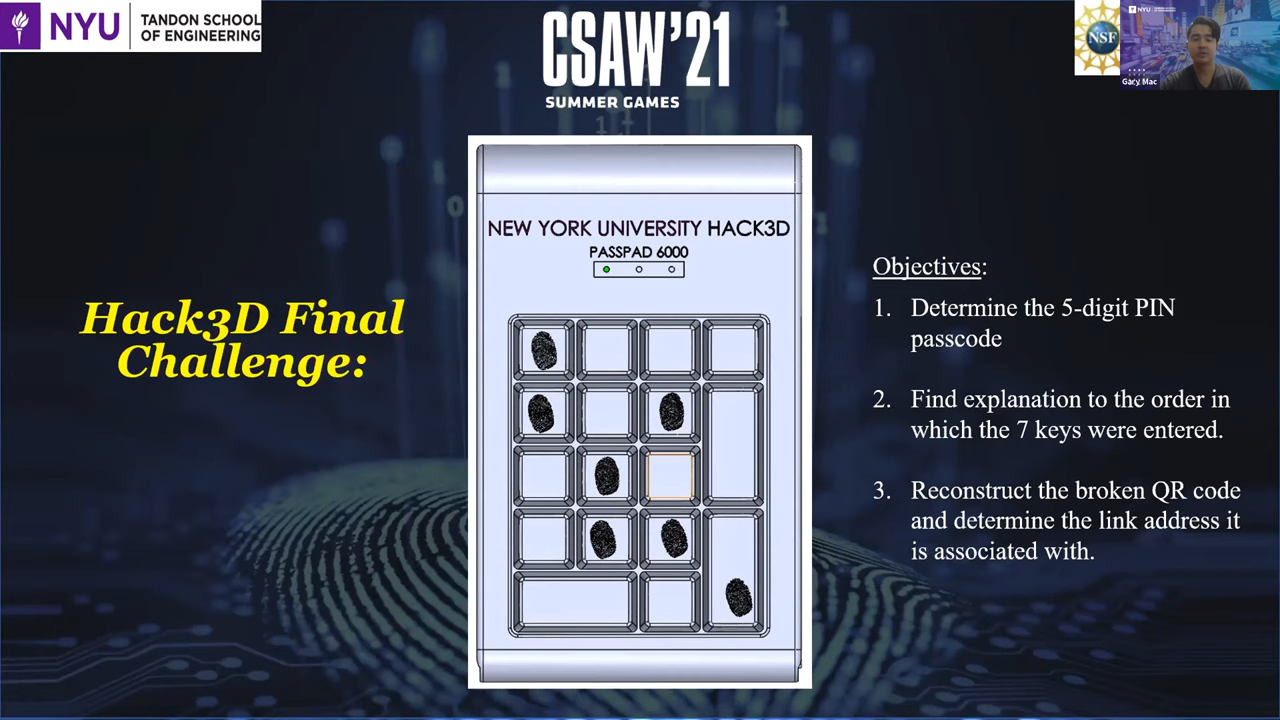 NYU
TANDON SCHOOL
OF ENGINEERING
CSAW'21
SUMMER GAMES
NSF
NYU
Gary Mac
NEW YORK UNIVERSITY HACK3D
PASSPAD 6000
Hack3D Final
Challenge:
Objectives:
1. Determine the 5-digit PIN
passcode
2. Find explanation to the order in
which the 7 keys were entered.
3. Reconstruct the broken QR code
and determine the link address it
is associated with.